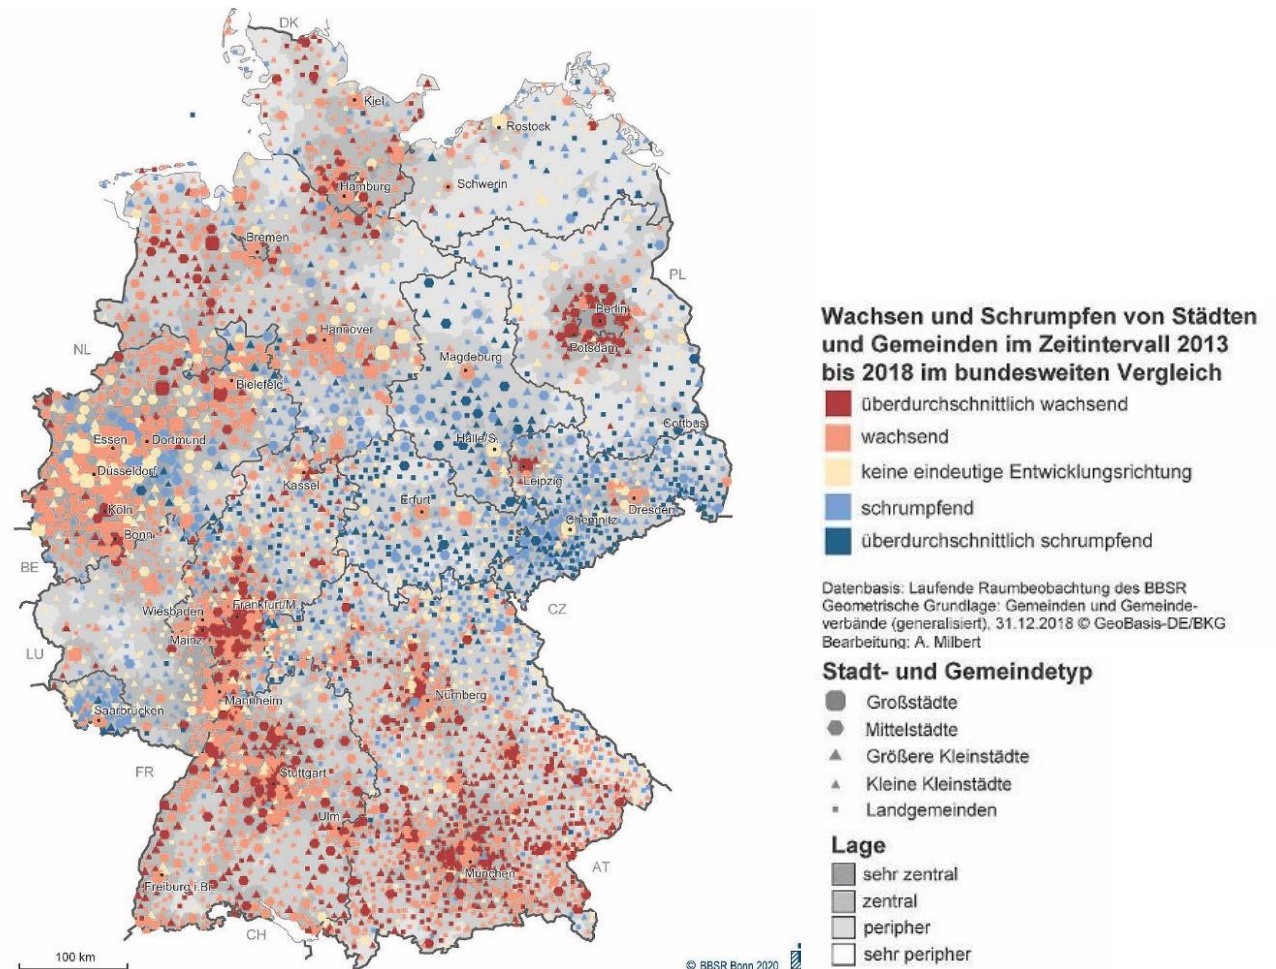 DK
Kiel
Rostock
Hamburg
Schwerin
Bremen
PL
Berlin
Potsdam
Hannover
NL
Magdeburg
Bielefeld
Cottbus
Essen
Dortmund
Halle/S.
Düsseldorf
Leipzig
Kassel
Erfurt
Köln
Dresden
Chemnitz
Bonn
BE
Wiesbaden
Frankfurt/M.
CZ
Mainz
LU
Nürnberg
Mannheim
Saarbrücken
FR
Stuttgart
Ulm
AT
München
Freiburg i.Br.
CH
100 km
© BBSR Bonn 2020
Wachsen und Schrumpfen von Städten
und Gemeinden im Zeitintervall 2013
bis 2018 im bundesweiten Vergleich
überdurchschnittlich wachsend
wachsend
keine eindeutige Entwicklungsrichtung
schrumpfend
überdurchschnittlich schrumpfend
Datenbasis: Laufende Raumbeobachtung des BBSR
Geometrische Grundlage: Gemeinden und Gemeinde-
verbände (generalisiert), 31.12.2018 © GeoBasis-DE/BKG
Bearbeitung: A. Milbert
Stadt- und Gemeindetyp
Großstädte
Mittelstädte
Größere Kleinstädte
Kleine Kleinstädte
Landgemeinden
Lage
sehr zentral
zentral
peripher
sehr peripher